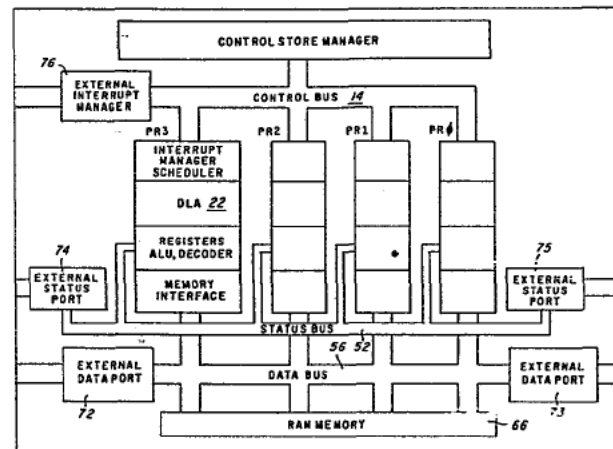 CONTROL STORE MANAGER
76
EXTERNAL
INTERRUPT
MANAGER
CONTROL BUS 14
PR3
PR2
PR1
PRϕ
INTERRUPT
MANAGER
SCHEDULER
DLA 22
REGISTERS
ALU, DECODER
MEMORY
INTERFACE
74
EXTERNAL
STATUS
PORT
75
EXTERNAL
STATUS
PORT
STATUS BUS
52
56
EXTERNAL
DATA PORT
DATA BUS
EXTERNAL
DATA PORT
72
73
RAM MEMORY
66